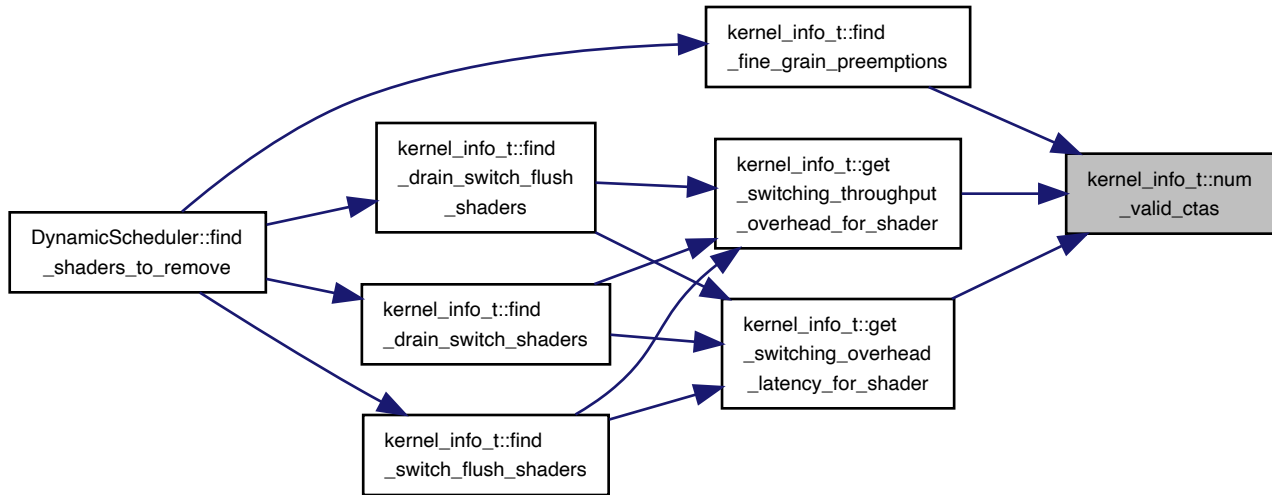 kernel_info_t::find
_fine_grain_preemptions
kernel_info_t::find
_drain_switch_flush
_shaders
kernel_info_t::get
_switching_throughput
_overhead_for_shader
kernel_info_t::num
_valid_ctas
DynamicScheduler::find
_shaders_to_remove
kernel_info_t::find
_drain_switch_shaders
kernel_info_t::get
_switching_overhead
_latency_for_shader
kernel_info_t::find
_switch_flush_shaders